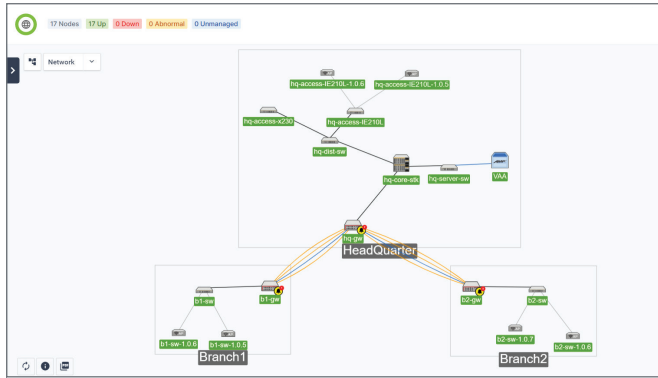 17 Nodes 17 Up 0 Down 0 Abnormal 0 Unmanaged
Network
hq-access-IE210L-1.0.6 hq-access-IE210L-1.0.5
hq-access-x230 hq-access-IE210L
hq-dist-sw
hq-core-stk hq-server-sw VAA
hq-gw
HeadQuarter
b1-sw b1-gw b2-gw b2-sw
b1-sw-1.0.6 b1-sw-1.0.5 b2-sw-1.0.7 b2-sw-1.0.6
Branch1 Branch2